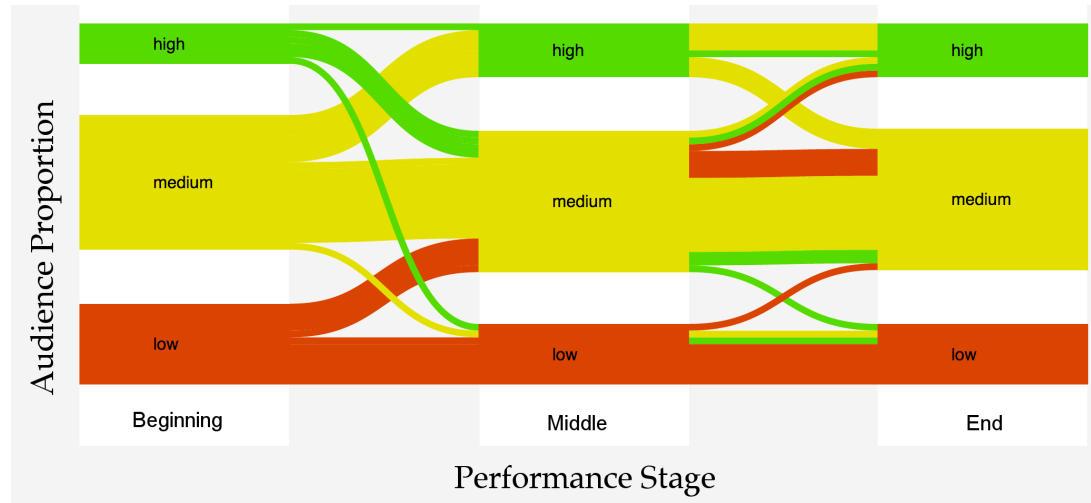 Audience Proportion
high
high
high
medium
medium
medium
low
low
low
Beginning
Middle
End
Performance Stage